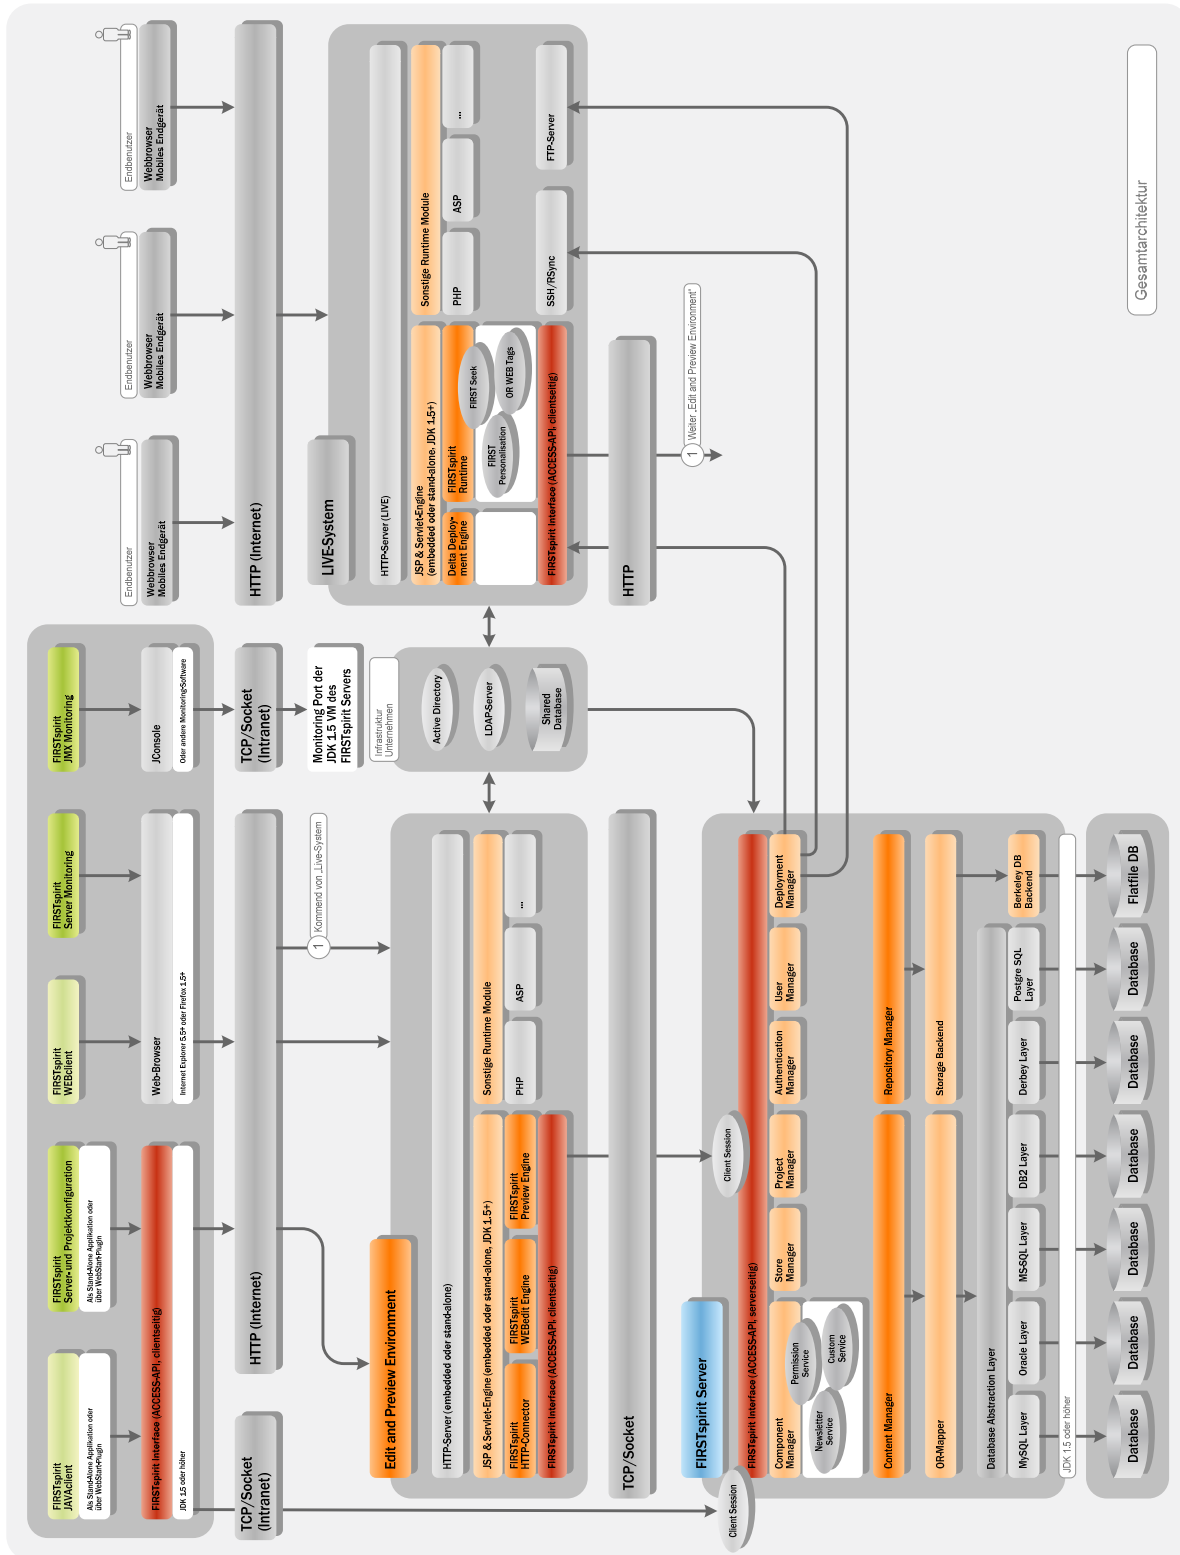 FIRSTspirit
JAVAclient
Als Stand-Alone Applikation oder
über WebStart-Plugin
FIRSTspirit
Server- und Projektkonfiguration
Als Stand-Alone Applikation oder
über WebStart-Plugin
FIRSTspirit Interface (ACCESS-API, clientseitig)
JDK 1.5 oder höher
FIRSTspirit
WEBclient
FIRSTspirit
Server Monitoring
Web-Browser
Internet Explorer 5.5+ oder Firefox 1.5+
FIRSTspirit
JMX Monitoring
JConsole
Oder andere Monitoring-Software
Endbenutzer
Webbrowser
Mobiles Endgerät
Endbenutzer
Webbrowser
Mobiles Endgerät
Endbenutzer
Webbrowser
Mobiles Endgerät
TCP/Socket
(Intranet)
HTTP (Internet)
TCP/Socket
(Intranet)
HTTP (Internet)
Monitoring Port der
JDK 1.5 VM des
FIRSTspirit Servers
1
Kommend von „Live-System
Edit and Preview Environment
HTTP-Server (embedded oder stand-alone)
JSP & Servlet-Engine (embedded oder stand-alone, JDK 1.5+)
Sonstige Runtime Module
FIRSTspirit
HTTP-Connector
FIRSTspirit
WEBedit Engine
FIRSTspirit
Preview Engine
PHP
ASP
...
FIRSTspirit Interface (ACCESS-API, clientseitig)
Infrastruktur
Unternehmen
Active Directory
LDAP-Server
Shared
Database
LIVE-System
HTTP-Server (LIVE)
JSP & Servlet-Engine
(embedded oder stand-alone, JDK 1.5+)
Sonstige Runtime Module
Delta Deploy-
ment Engine
FIRSTspirit
Runtime
PHP
ASP
...
FIRST
Personalisation
FIRST Seek
OR WEB Tags
FIRSTspirit Interface (ACCESS-API, clientseitig)
SSH/RSync
FTP-Server
TCP/Socket
HTTP
1
Weiter „Edit and Preview Environment“
FIRSTspirit Server
Client Session
Client Session
FIRSTspirit Interface (ACCESS-API, serverseitig)
Component
Manager
Store
Manager
Project
Manager
Authentication
Manager
User
Manager
Deployment
Manager
Newsletter
Service
Permission
Service
Custom
Service
Content Manager
Repository Manager
OR-Mapper
Storage Backend
Database Abstraction Layer
MySQL Layer
Oracle Layer
MS-SQL Layer
DB2 Layer
Derbey Layer
Postgre SQL
Layer
Berkeley DB
Backend
JDK 1.5 oder höher
Database
Database
Database
Database
Database
Database
Flatfile DB
Gesamtarchitektur